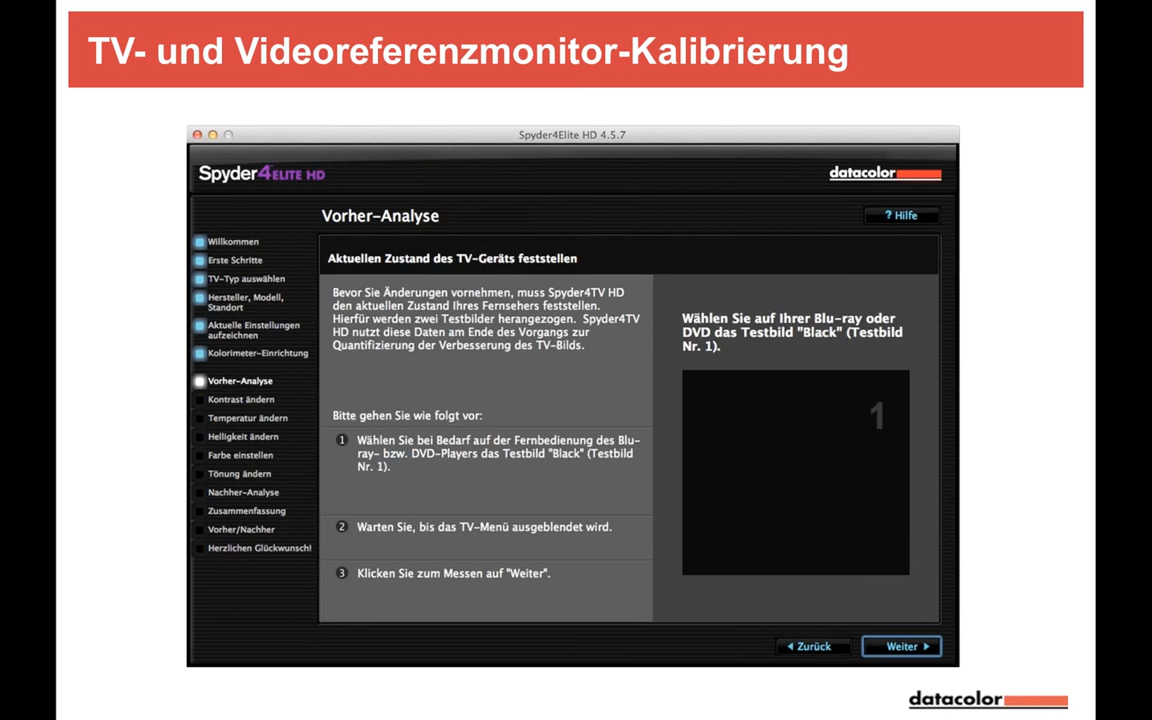 TV- und Videoreferenzmonitor-Kalibrierung
Spyder4Elite HD 4.5.7
Spyder4ELITE HD
datacolor
Vorher-Analyse
? Hilfe
Willkommen
Erste Schritte
TV-Typ auswählen
Hersteller, Modell,
Standort
Aktuelle Einstellungen
aufzeichnen
Kolorimeter-Einrichtung
Vorher-Analyse
Kontrast ändern
Temperatur ändern
Helligkeit ändern
Farbe einstellen
Tönung ändern
Nachher-Analyse
Zusammenfassung
Vorher/Nachher
Herzlichen Glückwunsch!
Aktuellen Zustand des TV-Geräts feststellen
Bevor Sie Änderungen vornehmen, muss Spyder4TV HD
den aktuellen Zustand Ihres Fernsehers feststellen.
Hierfür werden zwei Testbilder herangezogen. Spyder4TV
HD nutzt diese Daten am Ende des Vorgangs zur
Quantifizierung der Verbesserung des TV-Bilds.
Bitte gehen Sie wie folgt vor:
1 Wählen Sie bei Bedarf auf der Fernbedienung des Blu-
ray- bzw. DVD-Players das Testbild "Black" (Testbild
Nr. 1).
2 Warten Sie, bis das TV-Menü ausgeblendet wird.
3 Klicken Sie zum Messen auf "Weiter".
Wählen Sie auf Ihrer Blu-ray oder
DVD das Testbild "Black" (Testbild
Nr. 1).
1
Zurück
Weiter
datacolor